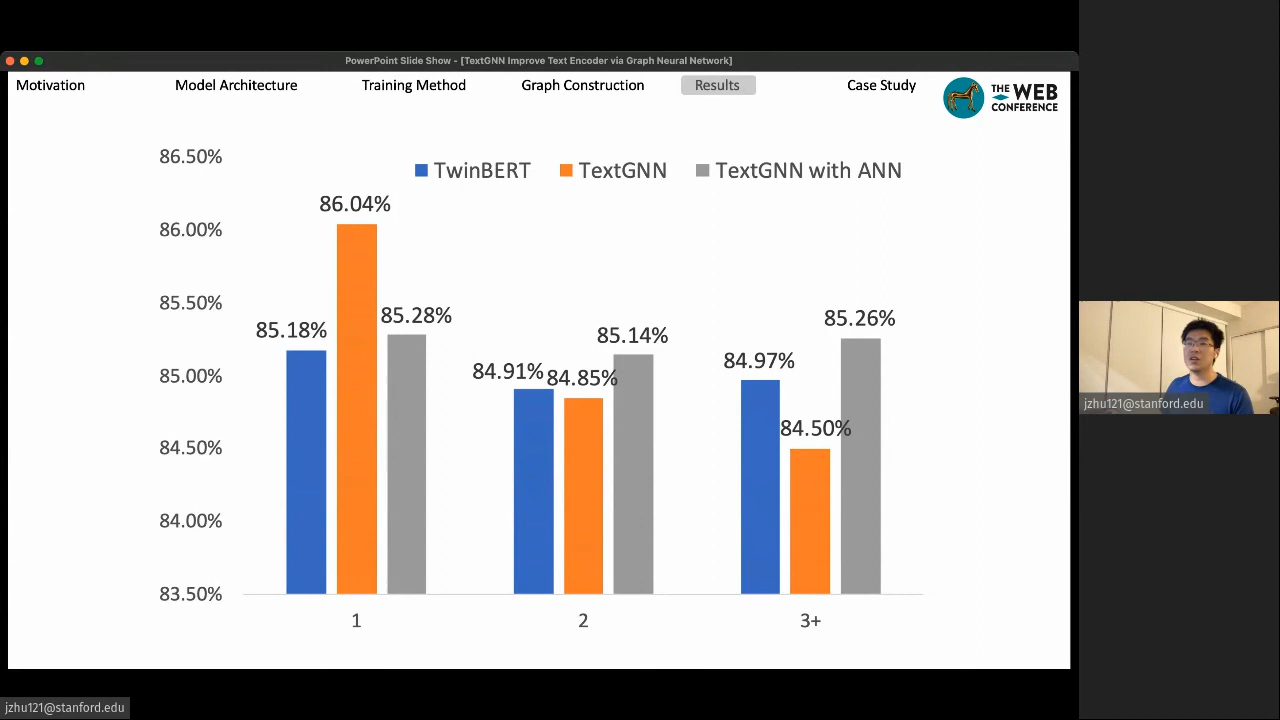 PowerPoint Slide Show - [TextGNN Improve Text Encoder via Graph Neural Network]
Motivation Model Architecture Training Method Graph Construction Results Case Study
THE WEB
CONFERENCE
86.50%
TwinBERT TextGNN TextGNN with ANN
86.04%
86.00%
85.50%
85.18% 85.28% 85.14% 85.26%
85.00%
84.91% 84.85% 84.97%
84.50%
84.50%
84.00%
83.50%
1 2 3+
jzhu121@stanford.edu
jzhu121@stanford.edu